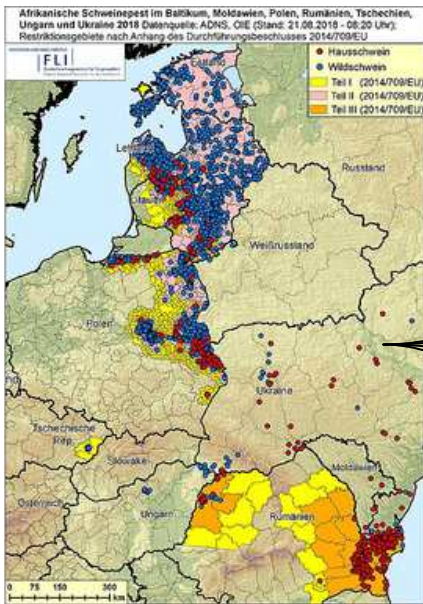 Afrikanische Schweinepest im Baltikum, Moldawien, Polen, Rumänien, Tschechien,
Ungarn und Ukraine 2018 Datenquelle: ADNS, OIE (Stand: 21.08.2018 - 08:20 Uhr);
Restriktionsgebiete nach Anhang des Durchführungsbeschlusses 2014/709/EU
FLI
Hausschwein
Wildschwein
Teil I (2014/709/EU)
Teil II (2014/709/EU)
Teil III (2014/709/EU)
Estland
Lettland
Russland
Litauen
Weißrussland
Polen
Ukraine
Tschechische
Rep.
Slowakei
Moldawien
Österreich
Ungarn
Rumänien
0 75 150 225 300
km